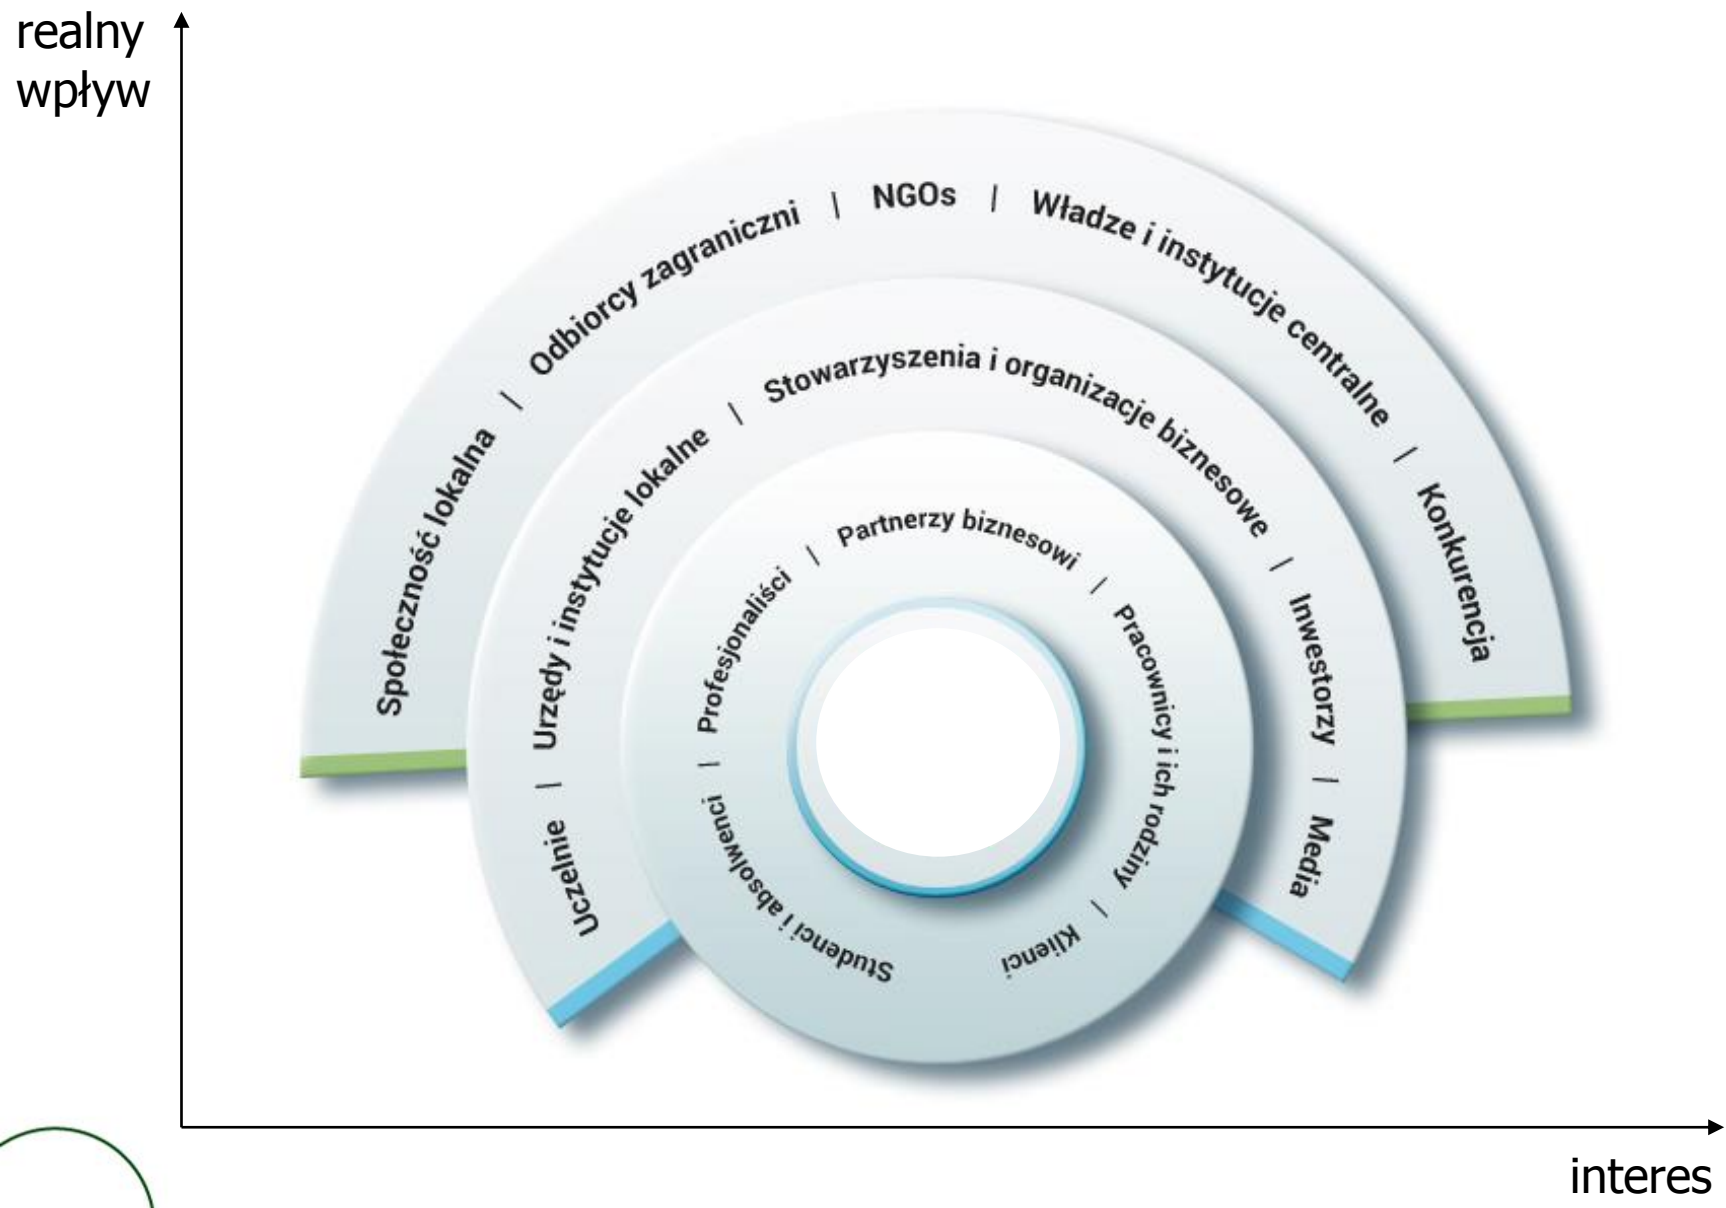 realny
wpływ
Społeczność lokalna | Odbiorcy zagraniczni | NGOs | Władze i instytucje centralne | Konkurencja
Uczelnie | Urzędy i instytucje lokalne | Stowarzyszenia i organizacje biznesowe | Inwestorzy | Media
Studenci i absolwenci | Profesjonaliści | Partnerzy biznesowi | Pracownicy i ich rodziny | Klienci
interes